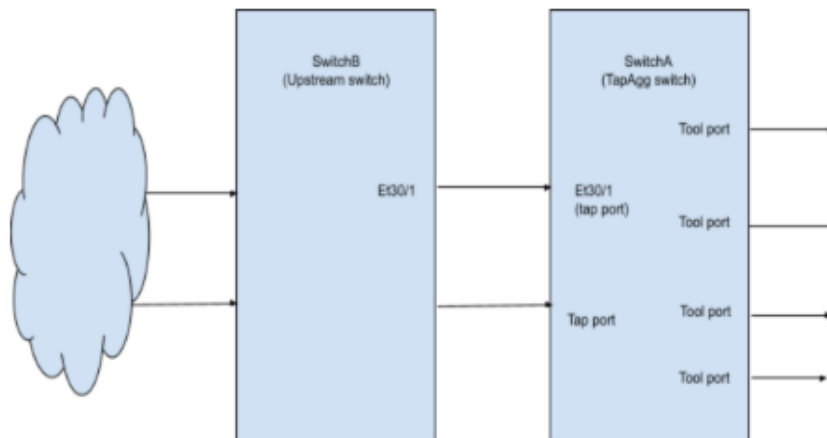 SwitchB
(Upstream switch)
Et30/1
SwitchA
(TapAgg switch)
Tool port
Et30/1
(tap port)
Tool port
Tap port
Tool port
Tool port